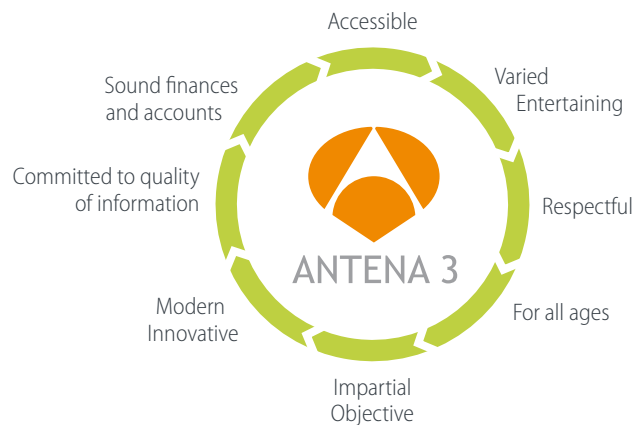 Accessible
Varied
Entertaining
Respectful
For all ages
Impartial
Objective
Modern
Innovative
Committed to quality
of information
Sound finances
and accounts
ANTENA 3